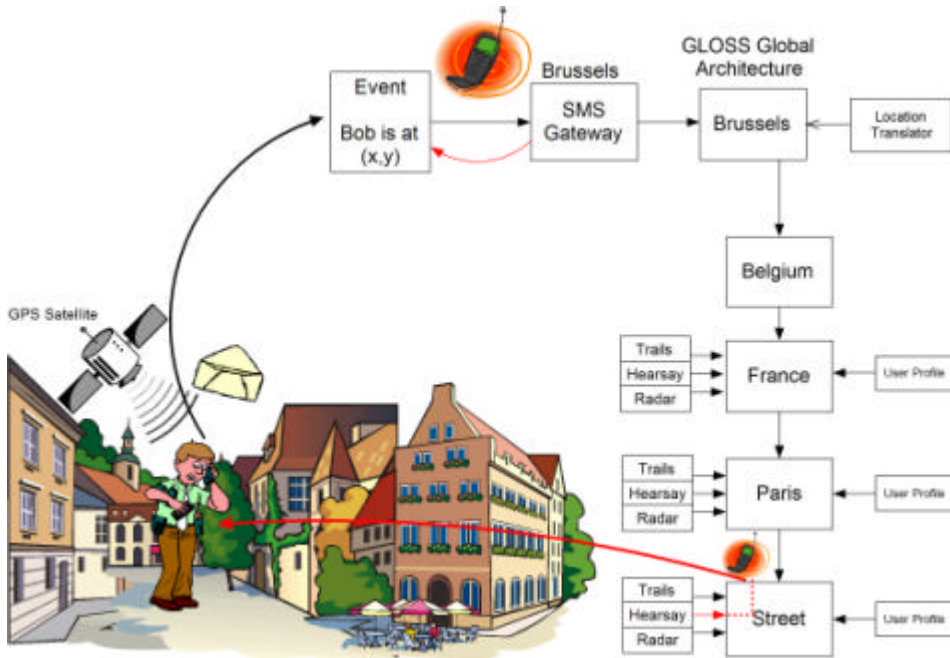 GLOSS Global
Architecture
Brussels
Event
Bob is at
(x,y)
SMS
Gateway
Brussels
Location
Translator
Belgium
GPS Satellite
Trails
Hearsay
Radar
France
User Profile
Trails
Hearsay
Radar
Paris
User Profile
Trails
Hearsay
Radar
Street
User Profile